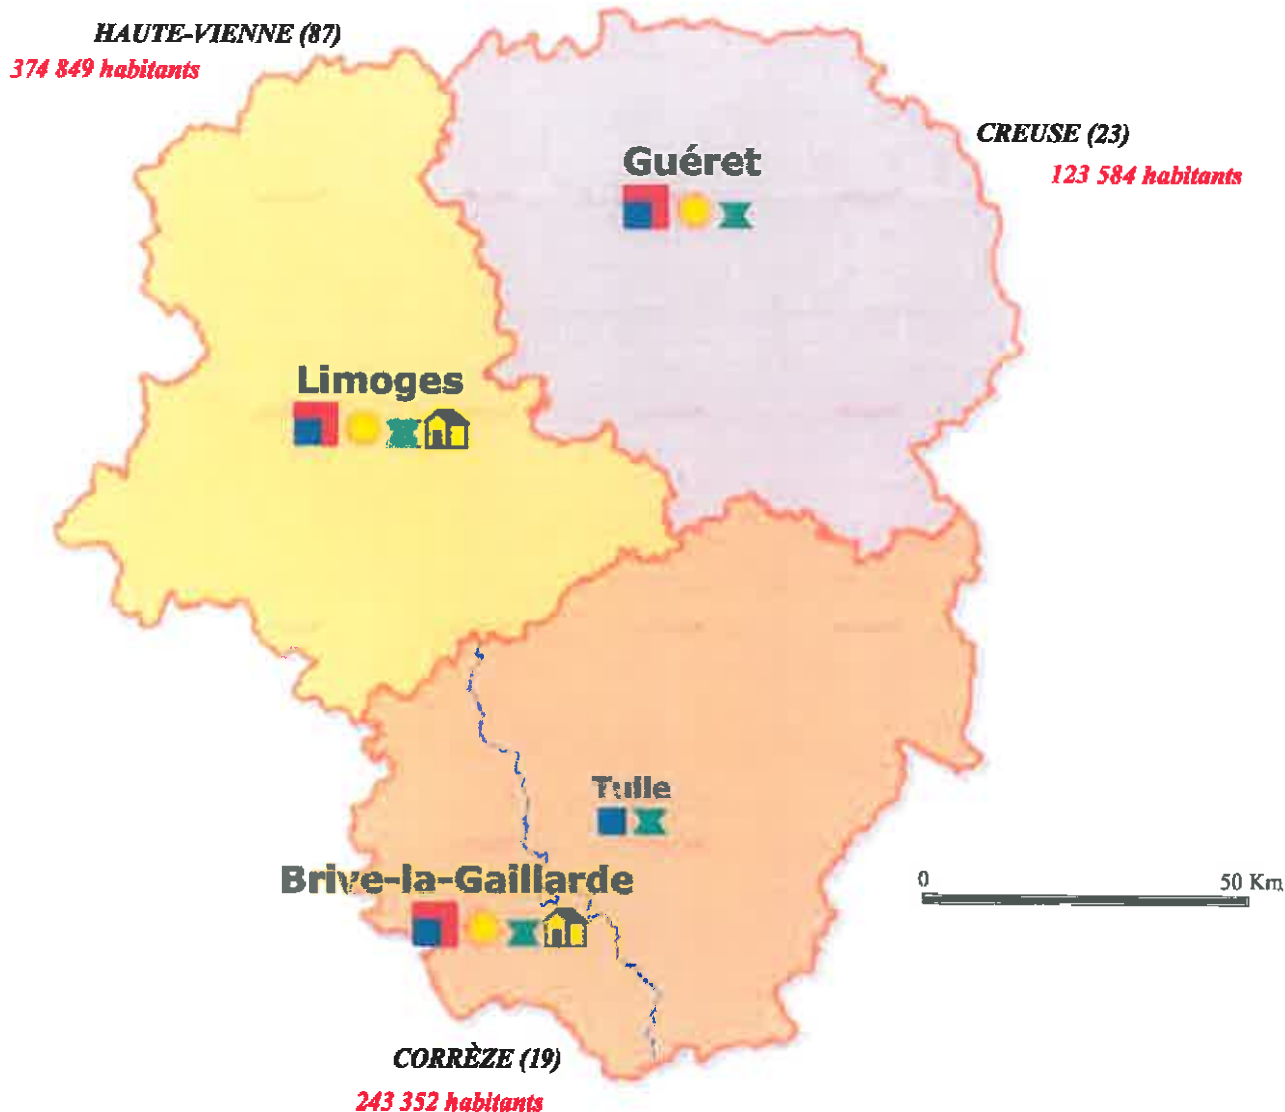 HAUTE-VIENNE (87)
374 849 habitants
CREUSE (23)
123 584 habitants
Guéret
Limoges
Tulle
Brive-la-Gaillarde
0 50 Km
CORRÈZE (19)
243 352 habitants